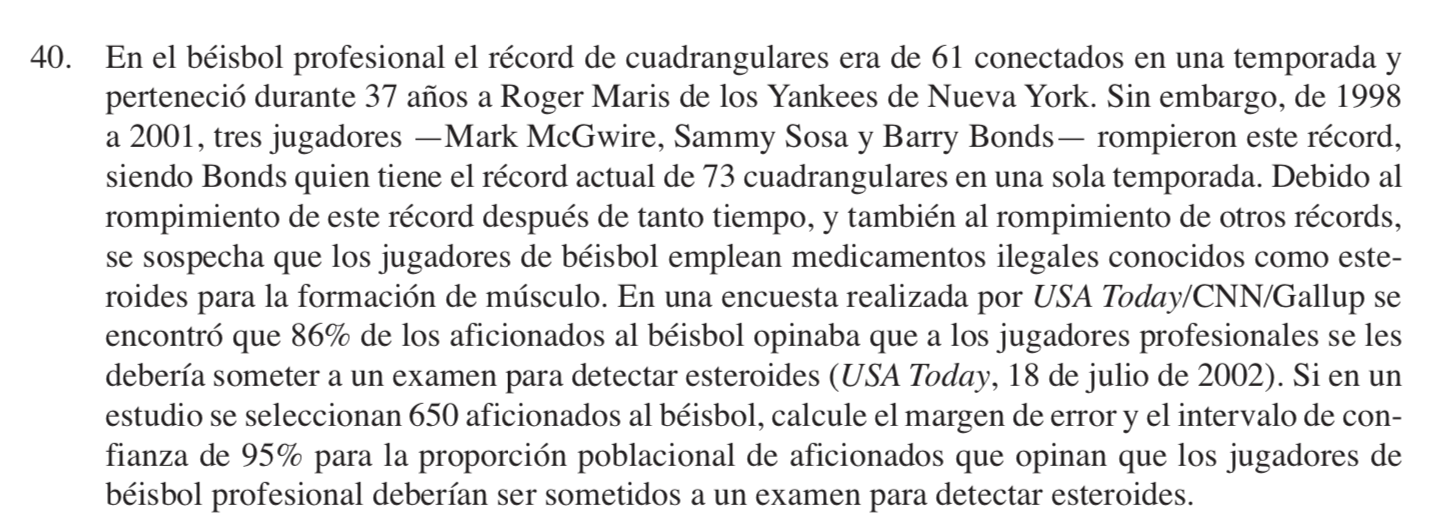 40. En el béisbol profesional el récord de cuadrangulares era de 61 conectados en una temporada y
perteneció durante 37 años a Roger Maris de los Yankees de Nueva York. Sin embargo, de 1998
a 2001, tres jugadores —Mark McGwire, Sammy Sosa y Barry Bonds— rompieron este récord,
siendo Bonds quien tiene el récord actual de 73 cuadrangulares en una sola temporada. Debido al
rompimiento de este récord después de tanto tiempo, y también al rompimiento de otros récords,
se sospecha que los jugadores de béisbol emplean medicamentos ilegales conocidos como este-
roides para la formación de músculo. En una encuesta realizada por USA Today/CNN/Gallup se
encontró que 86% de los aficionados al béisbol opinaba que a los jugadores profesionales se les
debería someter a un examen para detectar esteroides (USA Today, 18 de julio de 2002). Si en un
estudio se seleccionan 650 aficionados al béisbol, calcule el margen de error y el intervalo de con-
fianza de 95% para la proporción poblacional de aficionados que opinan que los jugadores de
béisbol profesional deberían ser sometidos a un examen para detectar esteroides.